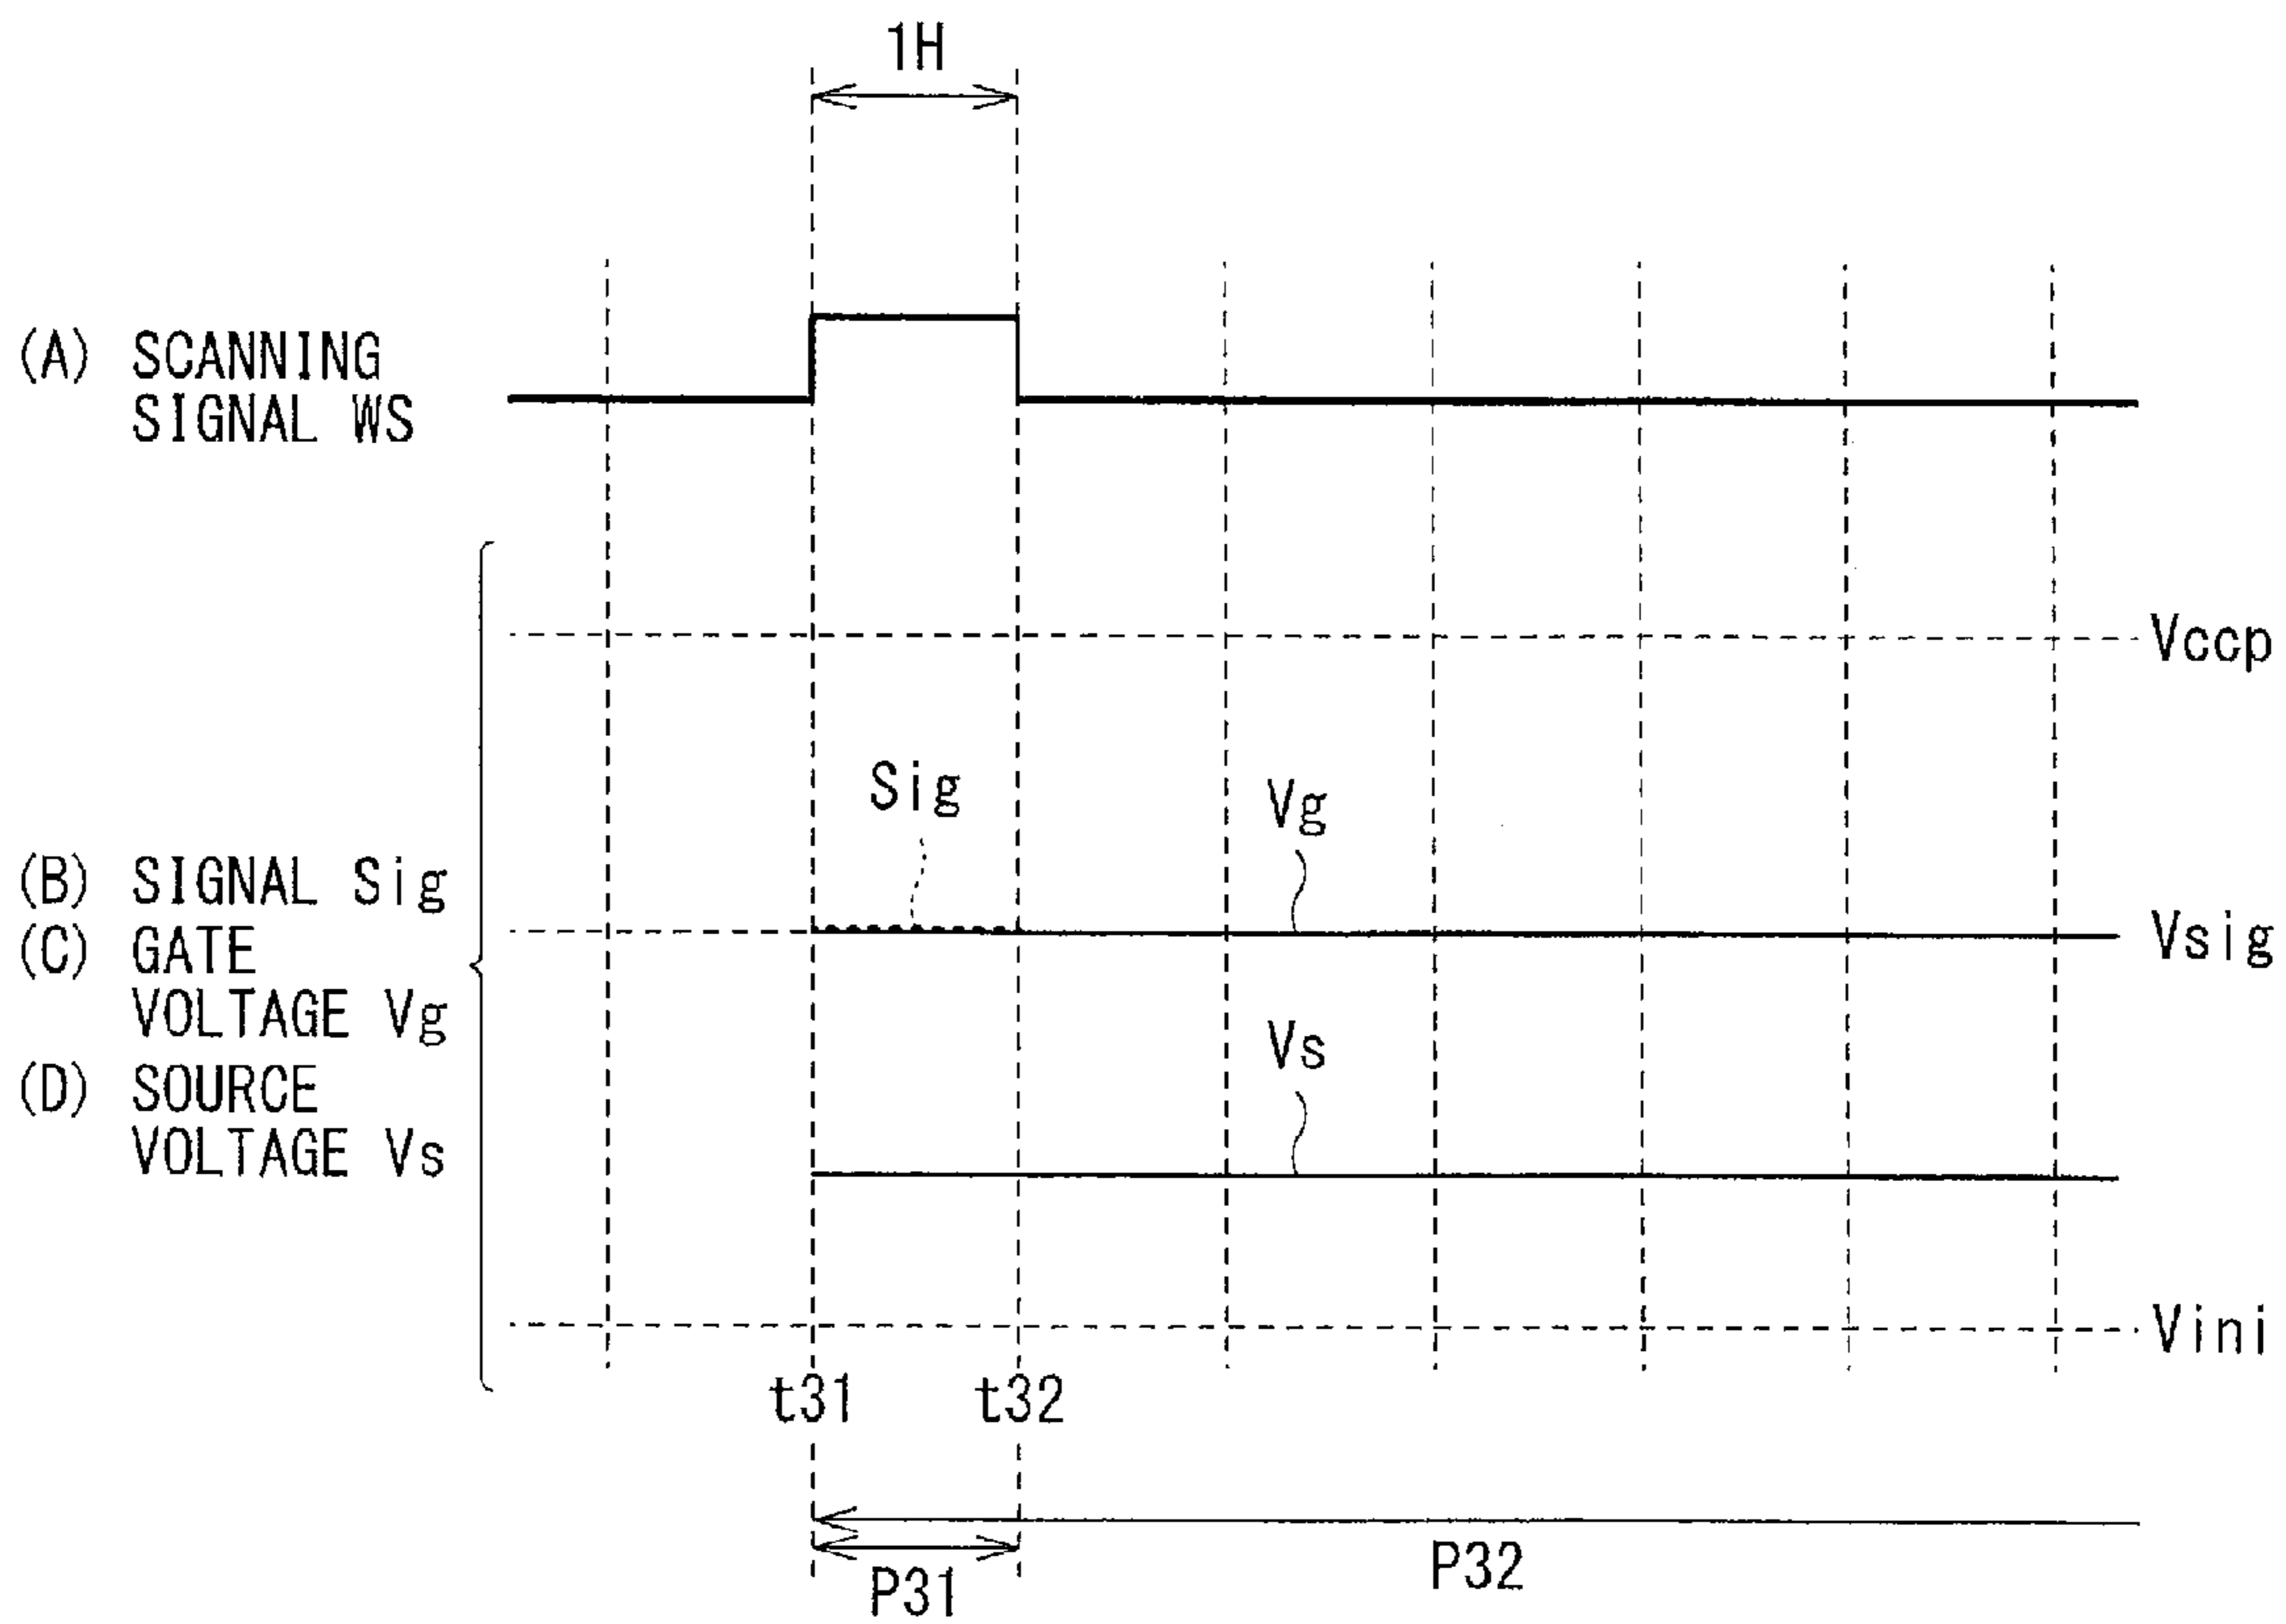 1H
(A) SCANNING
SIGNAL WS
Vccp
Sig
Vg
(B) SIGNAL Sig
(C) GATE
VOLTAGE Vg
Vsig
Vs
(D) SOURCE
VOLTAGE Vs
Vini
t31 t32
P31
P32